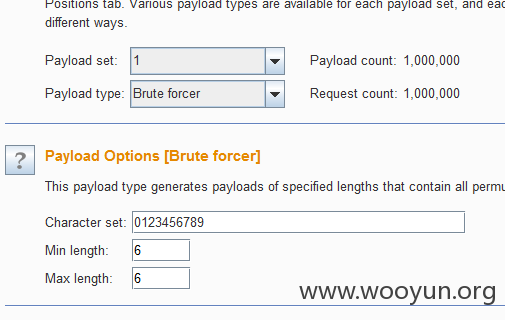 Positions tab. Various payload types are available for each payload set, and eac
different ways.
Payload set: 1 Payload count: 1,000,000
Payload type: Brute forcer Request count: 1,000,000
? Payload Options [Brute forcer]
This payload type generates payloads of specified lengths that contain all permu
Character set: 0123456789
Min length: 6
Max length: 6
www.wooyun.org